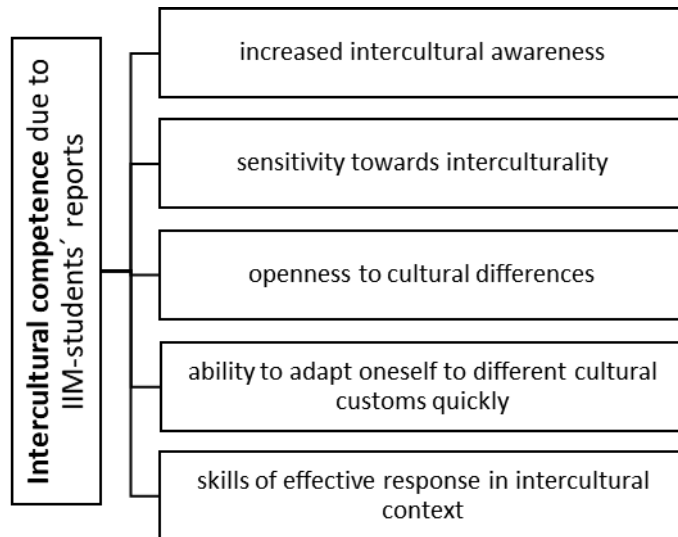 Intercultural competence due to
IIM-students´ reports
increased intercultural awareness
sensitivity towards interculturality
openness to cultural differences
ability to adapt oneself to different cultural
customs quickly
skills of effective response in intercultural
context